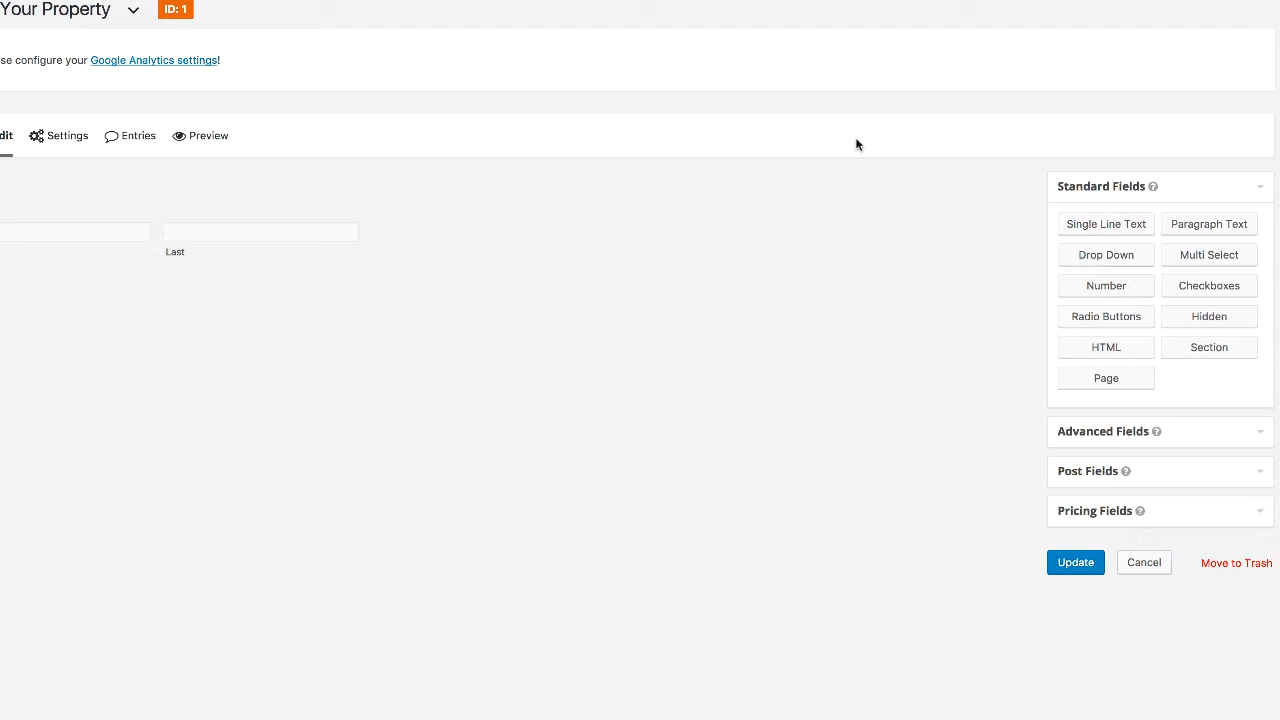 Your Property ID: 1
se configure your Google Analytics settings!
dit Settings Entries Preview
Standard Fields
Single Line Text Paragraph Text
Drop Down Multi Select
Number Checkboxes
Radio Buttons Hidden
HTML Section
Page
Last
Advanced Fields
Post Fields
Pricing Fields
Update Cancel Move to Trash